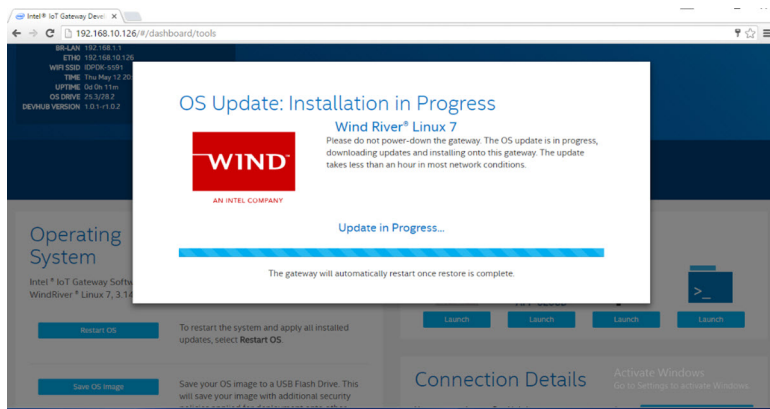 Intel® IoT Gateway Devel
192.168.10.126/#/dashboard/tools
BR-LAN 192.168.1.1
ETH0 192.168.10.126
WIFI SSID IDPDK-5591
TIME Thu May 12 20:
UPTIME 0d 0h 11m
OS DRIVE 25.3/28.2
DEVHUB VERSION 1.0.1-r1.0.2
OS Update: Installation in Progress
WIND
AN INTEL COMPANY
Wind River® Linux 7
Please do not power-down the gateway. The OS update is in progress,
downloading updates and installing onto this gateway. The update
takes less than an hour in most network conditions.
Update in Progress...
The gateway will automatically restart once restore is complete.
Operating
System
Intel ® IoT Gateway Softw
WindRiver ® Linux 7, 3.14
Restart OS
To restart the system and apply all installed
updates, select Restart OS.
Save OS Image
Save your OS image to a USB Flash Drive. This
will save your image with additional security
>_
Launch Launch Launch Launch
Connection Details
Activate Windows
Go to Settings to activate Windows.